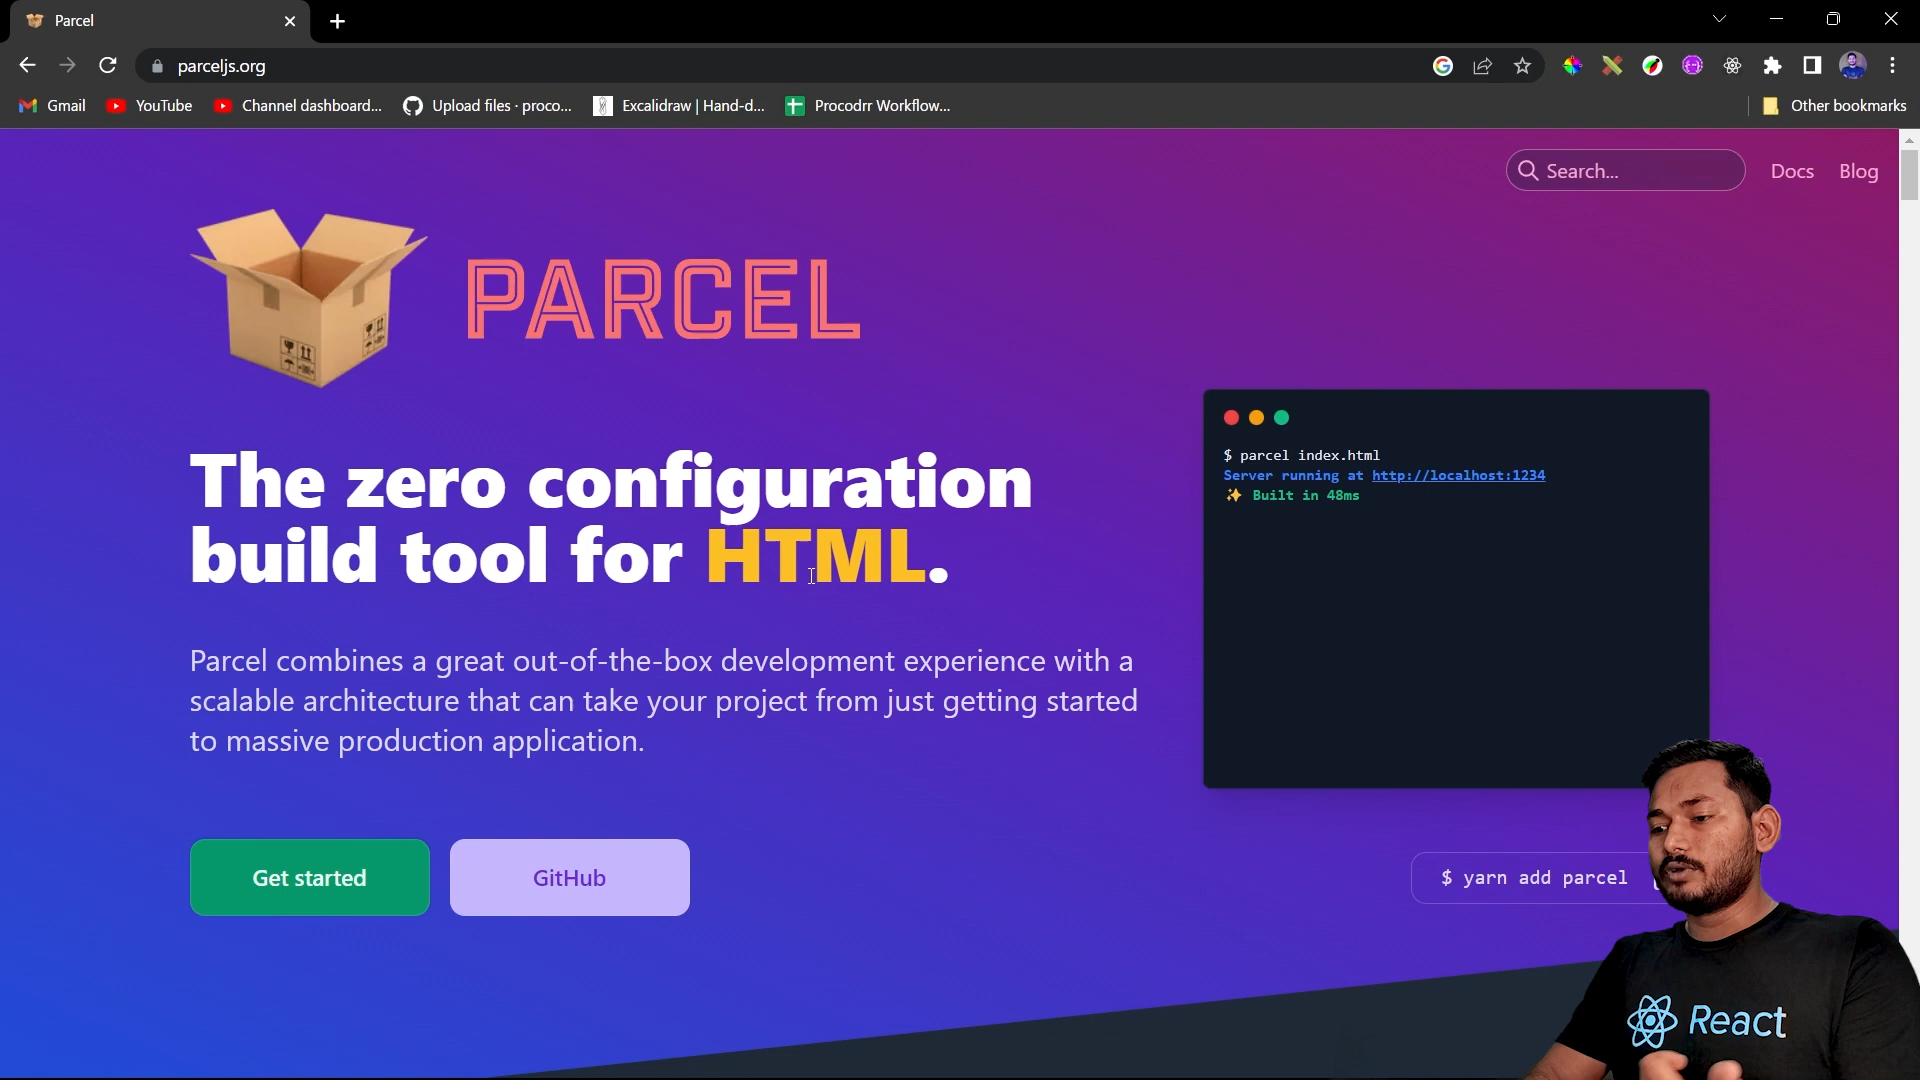 Parcel
parceljs.org
Gmail
YouTube
Channel dashboard...
Upload files · proco...
Excalidraw | Hand-d...
Procodrr Workflow...
Other bookmarks
Search...
Docs
Blog
PARCEL
The zero configuration
build tool for HTML.
$ parcel index.html
Server running at http://localhost:1234
✨ Built in 48ms
Parcel combines a great out-of-the-box development experience with a
scalable architecture that can take your project from just getting started
to massive production application.
Get started
GitHub
$ yarn add parcel
React